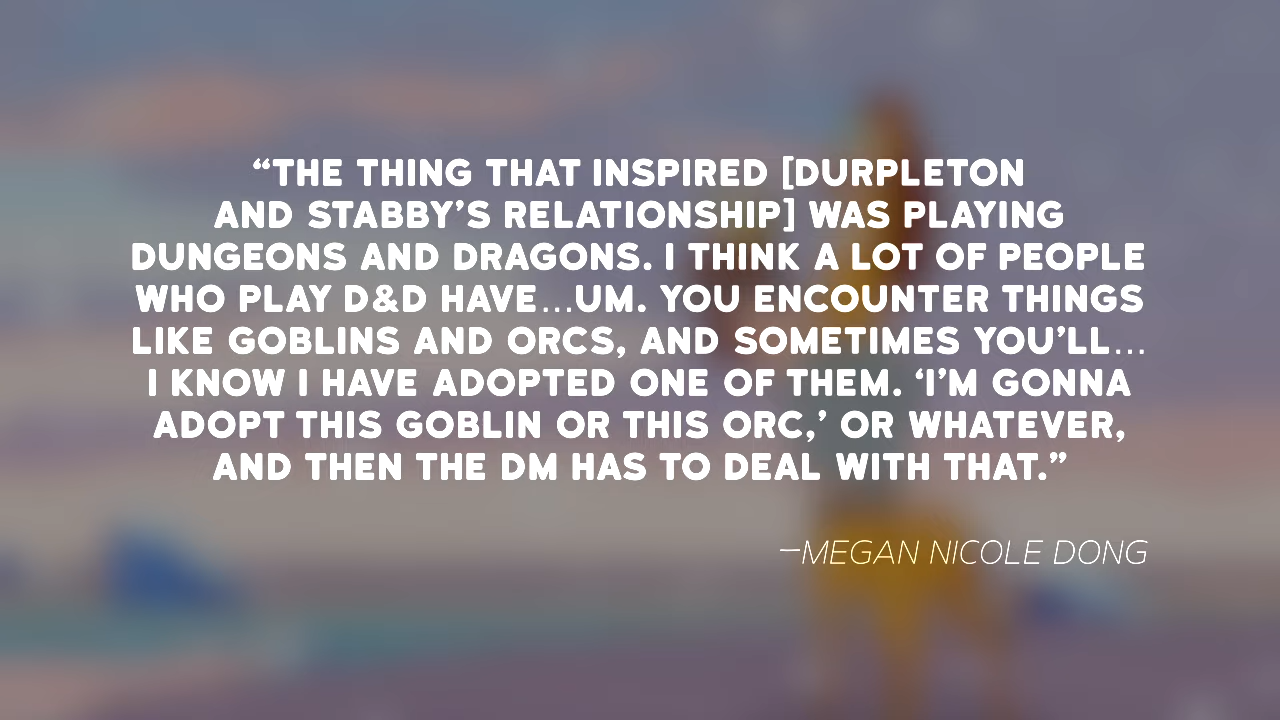 “THE THING THAT INSPIRED [DURPLETON
AND STABBY’S RELATIONSHIP] WAS PLAYING
DUNGEONS AND DRAGONS. I THINK A LOT OF PEOPLE
WHO PLAY D&D HAVE…UM. YOU ENCOUNTER THINGS
LIKE GOBLINS AND ORCS, AND SOMETIMES YOU’LL…
I KNOW I HAVE ADOPTED ONE OF THEM. ‘I’M GONNA
ADOPT THIS GOBLIN OR THIS ORC,’ OR WHATEVER,
AND THEN THE DM HAS TO DEAL WITH THAT.”
–MEGAN NICOLE DONG